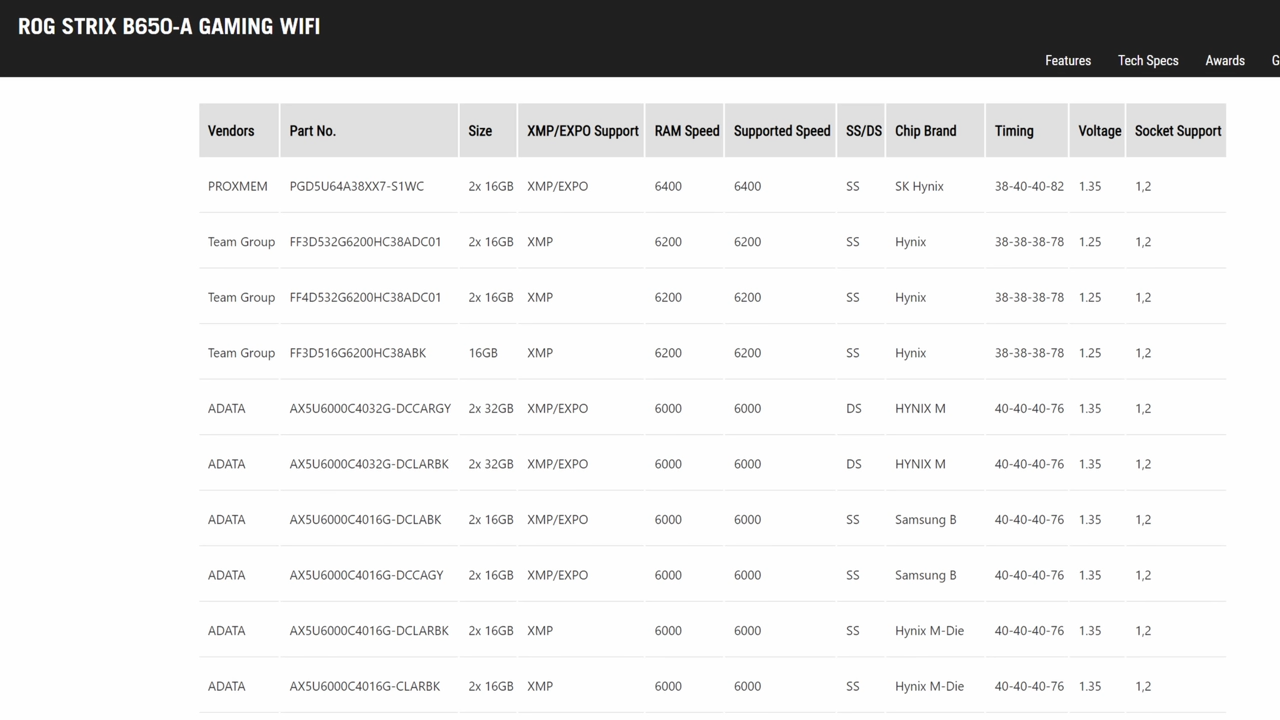 ROG STRIX B650-A GAMING WIFI
Features Tech Specs Awards G
Vendors Part No. Size XMP/EXPO Support RAM Speed Supported Speed SS/DS Chip Brand Timing Voltage Socket Support
PROXMEM PGD5U64A38XX7-S1WC 2x 16GB XMP/EXPO 6400 6400 SS SK Hynix 38-40-40-82 1.35 1,2
Team Group FF3D532G6200HC38ADC01 2x 16GB XMP 6200 6200 SS Hynix 38-38-38-78 1.25 1,2
Team Group FF4D532G6200HC38ADC01 2x 16GB XMP 6200 6200 SS Hynix 38-38-38-78 1.25 1,2
Team Group FF3D516G6200HC38ABK 16GB XMP 6200 6200 SS Hynix 38-38-38-78 1.25 1,2
ADATA AX5U6000C4032G-DCCARGY 2x 32GB XMP/EXPO 6000 6000 DS HYNIX M 40-40-40-76 1.35 1,2
ADATA AX5U6000C4032G-DCLARBK 2x 32GB XMP/EXPO 6000 6000 DS HYNIX M 40-40-40-76 1.35 1,2
ADATA AX5U6000C4016G-DCLABK 2x 16GB XMP/EXPO 6000 6000 SS Samsung B 40-40-40-76 1.35 1,2
ADATA AX5U6000C4016G-DCCAGY 2x 16GB XMP/EXPO 6000 6000 SS Samsung B 40-40-40-76 1.35 1,2
ADATA AX5U6000C4016G-DCLARBK 2x 16GB XMP 6000 6000 SS Hynix M-Die 40-40-40-76 1.35 1,2
ADATA AX5U6000C4016G-CLARBK 2x 16GB XMP 6000 6000 SS Hynix M-Die 40-40-40-76 1.35 1,2